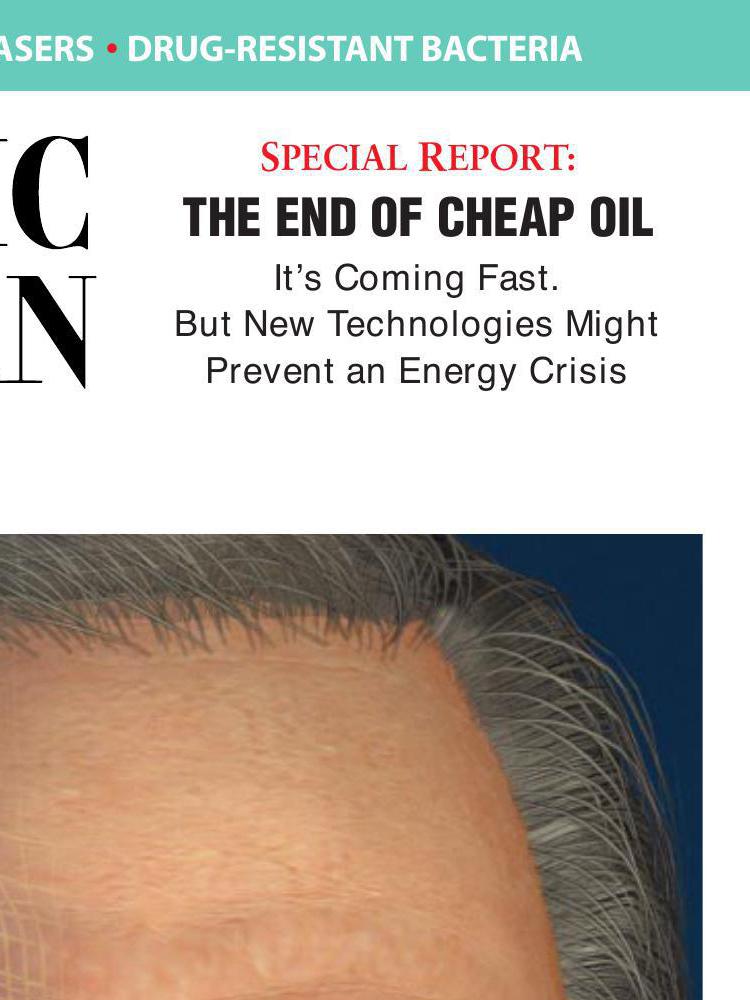 ASERS • DRUG-RESISTANT BACTERIA
IC
AN
SPECIAL REPORT:
THE END OF CHEAP OIL
It's Coming Fast.
But New Technologies Might
Prevent an Energy Crisis